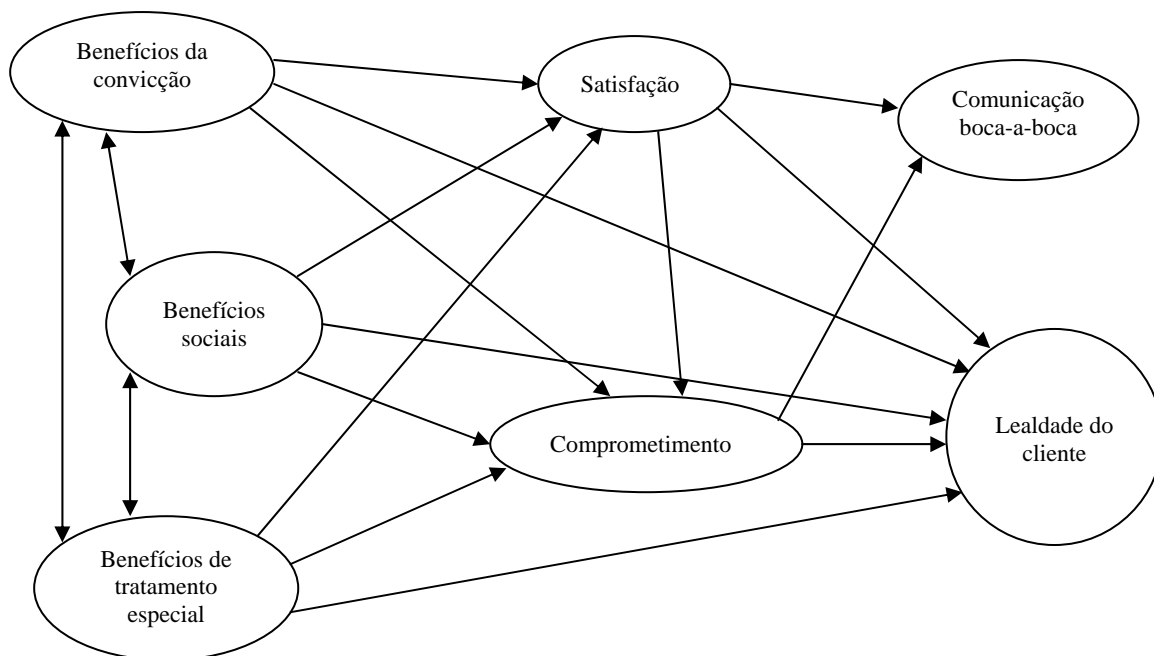 Benefícios da
convicção
Satisfação
Comunicação
boca-a-boca
Benefícios
sociais
Comprometimento
Lealdade do
cliente
Benefícios de
tratamento
especial